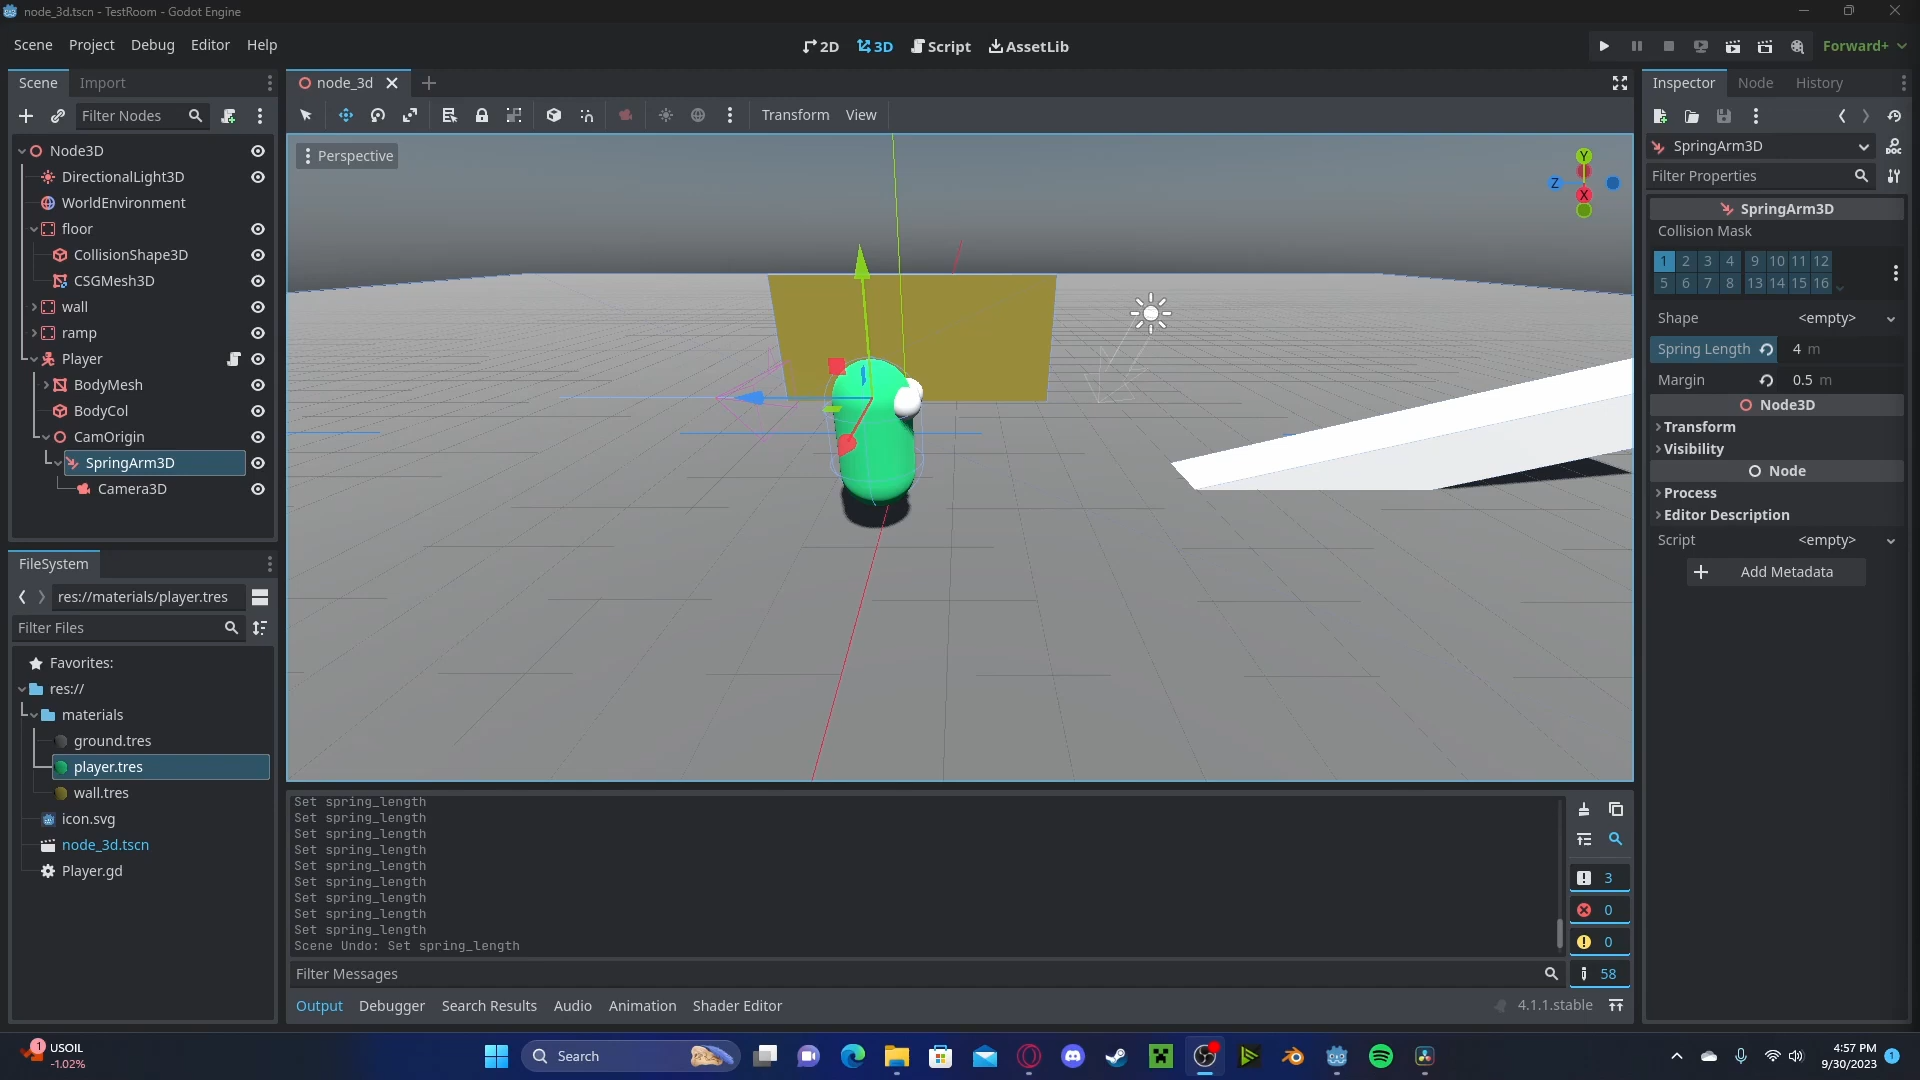 node_3d.tscn - TestRoom - Godot Engine
Scene Project Debug Editor Help
2D 3D Script AssetLib
Forward+
Scene Import
Filter Nodes
Node3D
DirectionalLight3D
WorldEnvironment
floor
CollisionShape3D
CSGMesh3D
wall
ramp
Player
BodyMesh
BodyCol
CamOrigin
SpringArm3D
Camera3D
FileSystem
res://materials/player.tres
Filter Files
Favorites:
res://
materials
ground.tres
player.tres
wall.tres
icon.svg
node_3d.tscn
Player.gd
node_3d
Transform View
Perspective
Y
Z
X
Set spring_length
Set spring_length
Set spring_length
Set spring_length
Set spring_length
Set spring_length
Set spring_length
Set spring_length
Set spring_length
Scene Undo: Set spring_length
3
0
0
58
Filter Messages
Output Debugger Search Results Audio Animation Shader Editor
4.1.1.stable
Inspector Node History
SpringArm3D
DOC
Filter Properties
SpringArm3D
Collision Mask
1 2 3 4 9 10 11 12
5 6 7 8 13 14 15 16
Shape <empty>
Spring Length 4 m
Margin 0.5 m
Node3D
Transform
Visibility
Node
Process
Editor Description
Script <empty>
Add Metadata
1
USOIL
-1.02%
Search
4:57 PM
9/30/2023
1